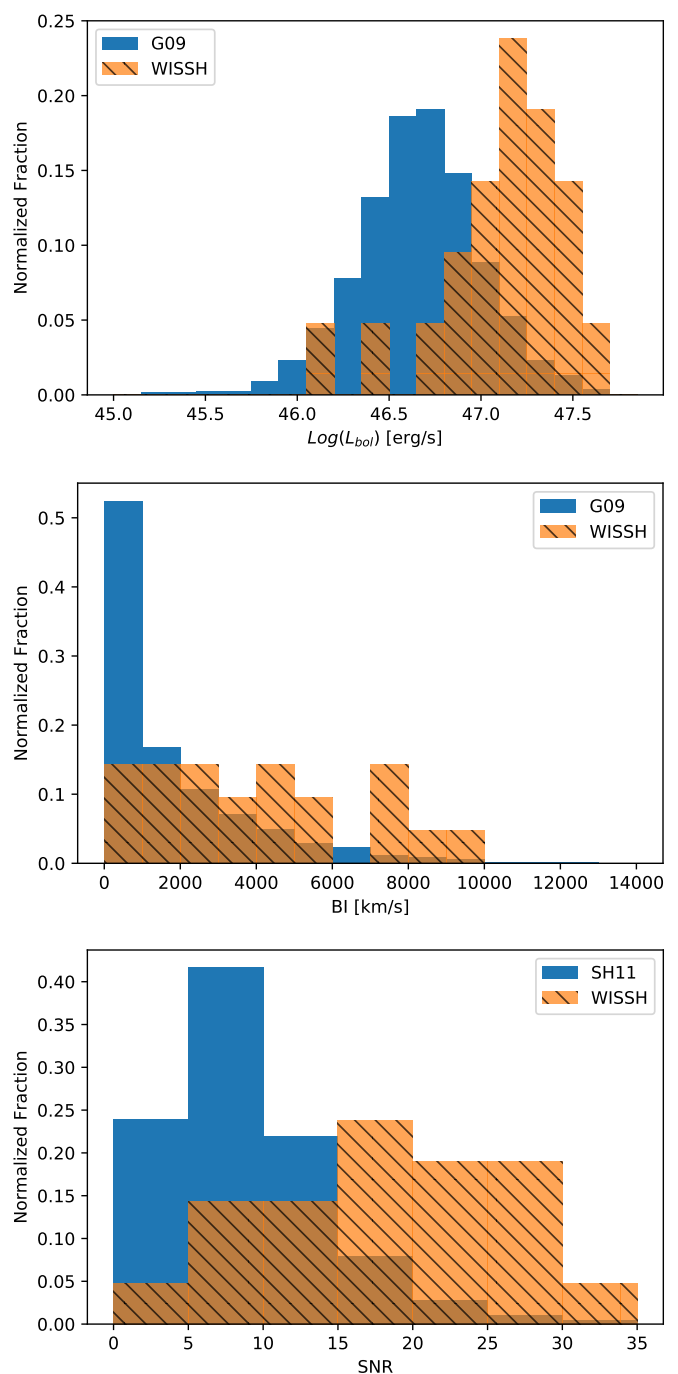 0.25
0.20
0.15
0.10
0.05
0.00
Normalized Fraction
G09
WISSH
45.0 45.5 46.0 46.5 47.0 47.5
Log(L_bol) [erg/s]
0.5
0.4
0.3
0.2
0.1
0.0
Normalized Fraction
G09
WISSH
0 2000 4000 6000 8000 10000 12000 14000
BI [km/s]
0.40
0.35
0.30
0.25
0.20
0.15
0.10
0.05
0.00
Normalized Fraction
SH11
WISSH
0 5 10 15 20 25 30 35
SNR